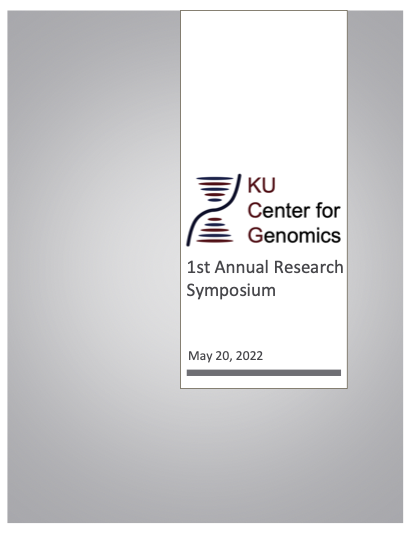 KU
Center for
Genomics
1st Annual Research
Symposium
May 20, 2022